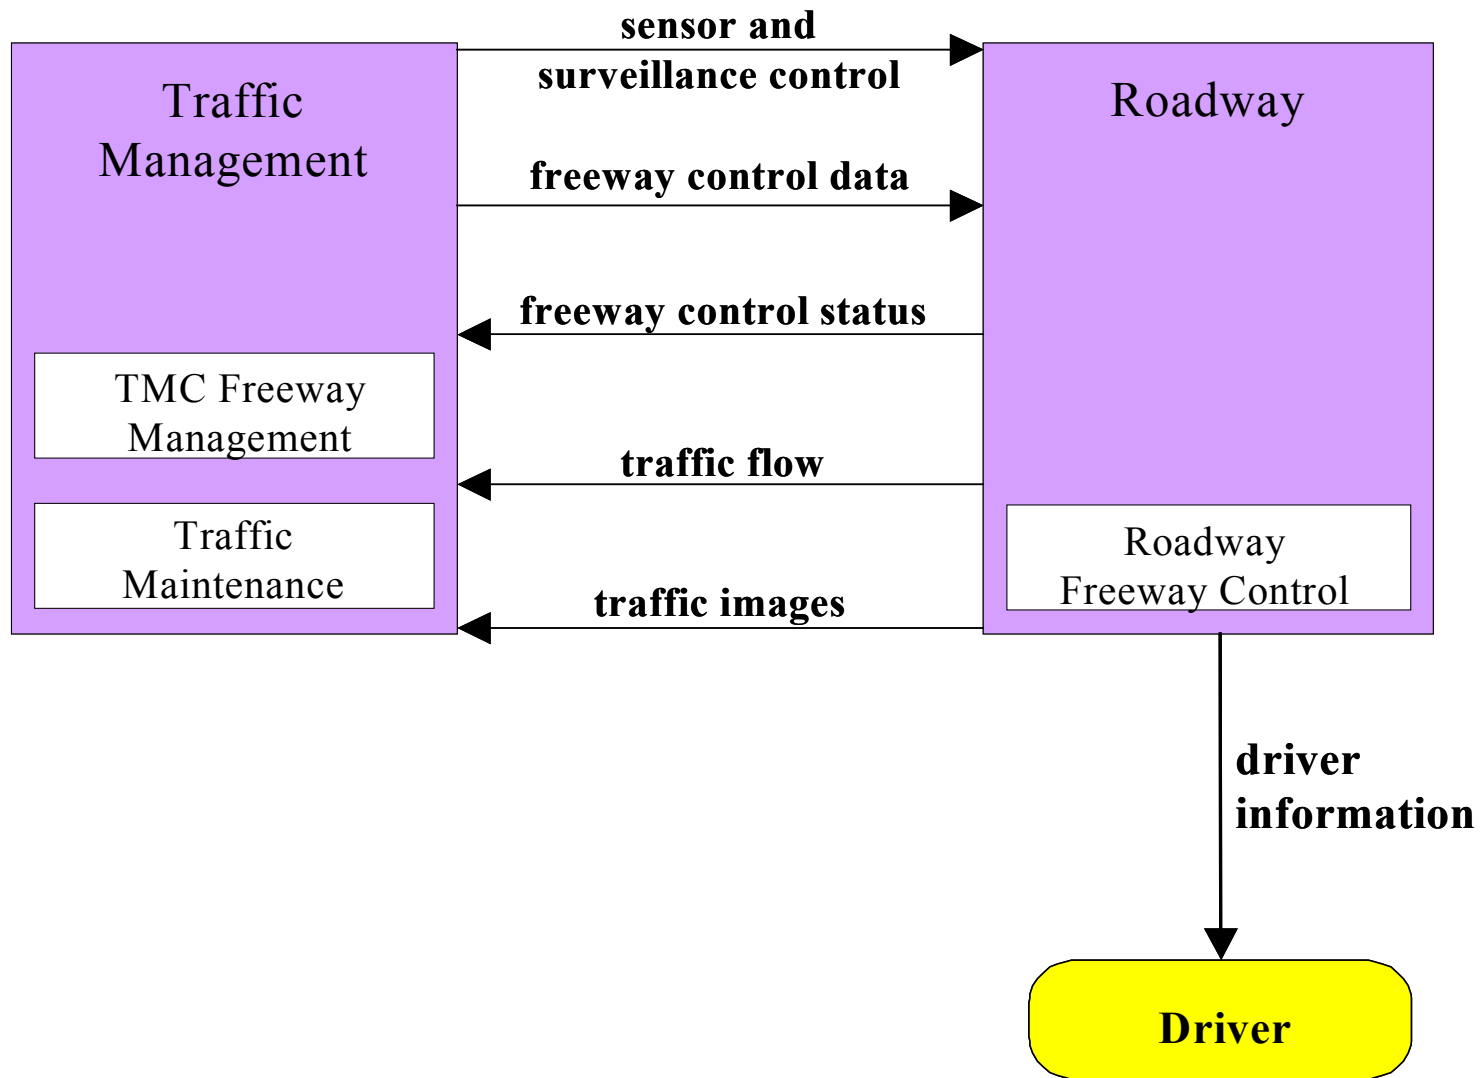 sensor and
surveillance control
Traffic
Management
Roadway
freeway control data
freeway control status
TMC Freeway
Management
traffic flow
Traffic
Maintenance
Roadway
Freeway Control
traffic images
driver
information
Driver